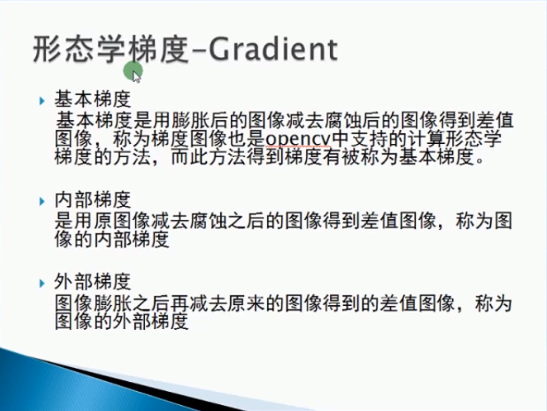 形态学梯度-Gradient
基本梯度
基本梯度是用膨胀后的图像减去腐蚀后的图像得到差值
图像，称为梯度图像也是opencv中支持的计算形态学
梯度的方法，而此方法得到梯度有被称为基本梯度。
内部梯度
是用原图像减去腐蚀之后的图像得到差值图像，称为图
像的内部梯度
外部梯度
图像膨胀之后再减去原来的图像得到的差值图像，称为
图像的外部梯度